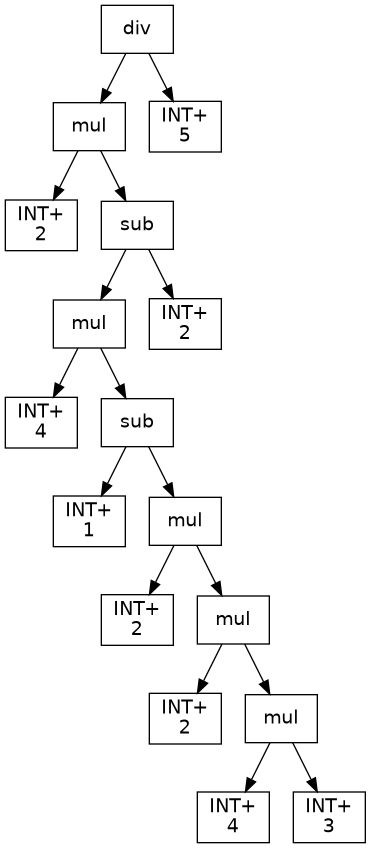 div
mul
INT+
5
INT+
2
sub
mul
INT+
2
INT+
4
sub
INT+
1
mul
INT+
2
mul
INT+
2
mul
INT+
4
INT+
3